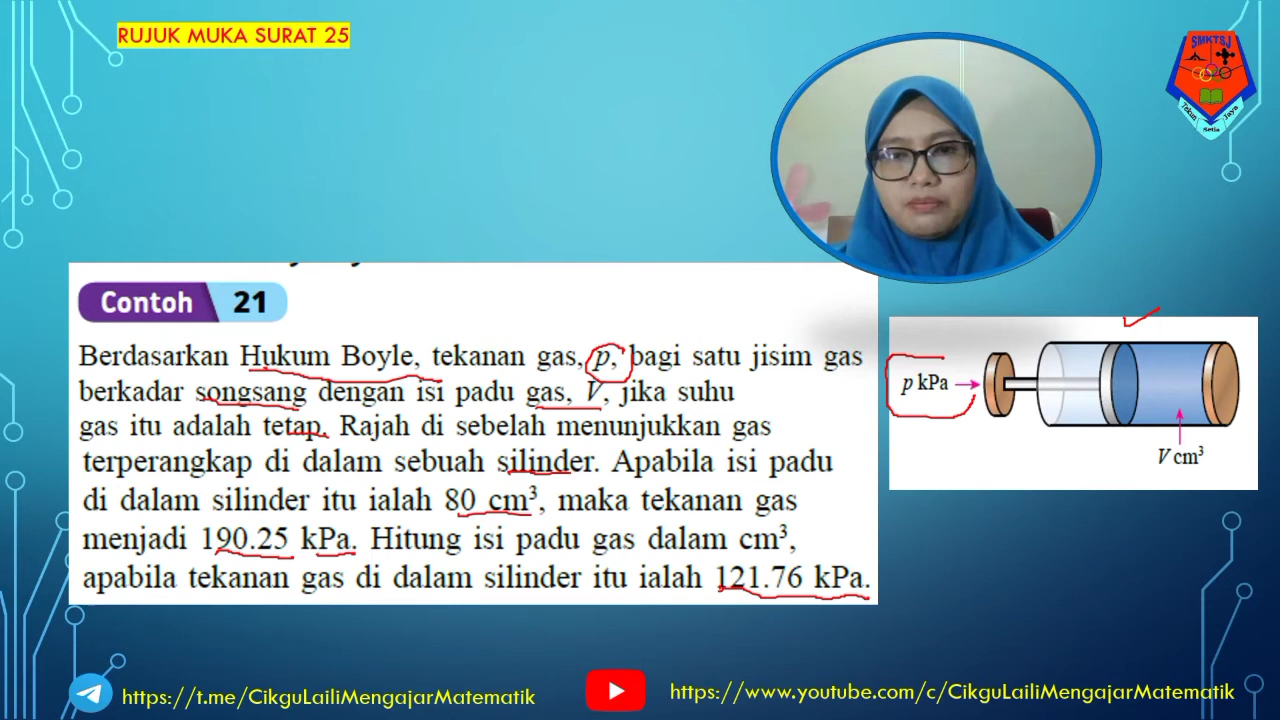 RUJUK MUKA SURAT 25
SMKTSJ
Tekun Setia Jaya
Contoh 21
Berdasarkan Hukum Boyle, tekanan gas, p, bagi satu jisim gas
berkadar songsang dengan isi padu gas, V, jika suhu
gas itu adalah tetap. Rajah di sebelah menunjukkan gas
terperangkap di dalam sebuah silinder. Apabila isi padu
di dalam silinder itu ialah 80 cm³, maka tekanan gas
menjadi 190.25 kPa. Hitung isi padu gas dalam cm³,
apabila tekanan gas di dalam silinder itu ialah 121.76 kPa.
p kPa
V cm³
https://t.me/CikguLailiMengajarMatematik
https://www.youtube.com/c/CikguLailiMengajarMatematik